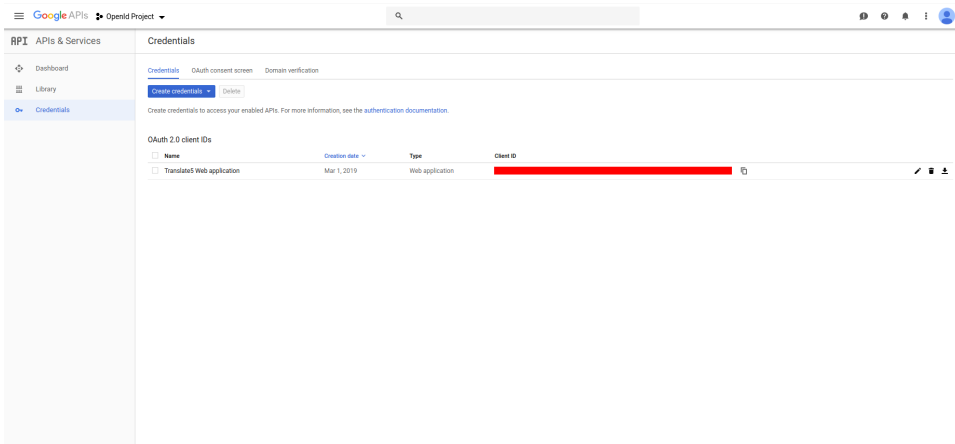 Google APIs OpenId Project
API APIs & Services
Credentials
Dashboard
Library
Credentials
Credentials OAuth consent screen Domain verification
Create credentials Delete
Create credentials to access your enabled APIs. For more information, see the authentication documentation.
OAuth 2.0 client IDs
Name Creation date Type Client ID
Translate5 Web application Mar 1, 2019 Web application